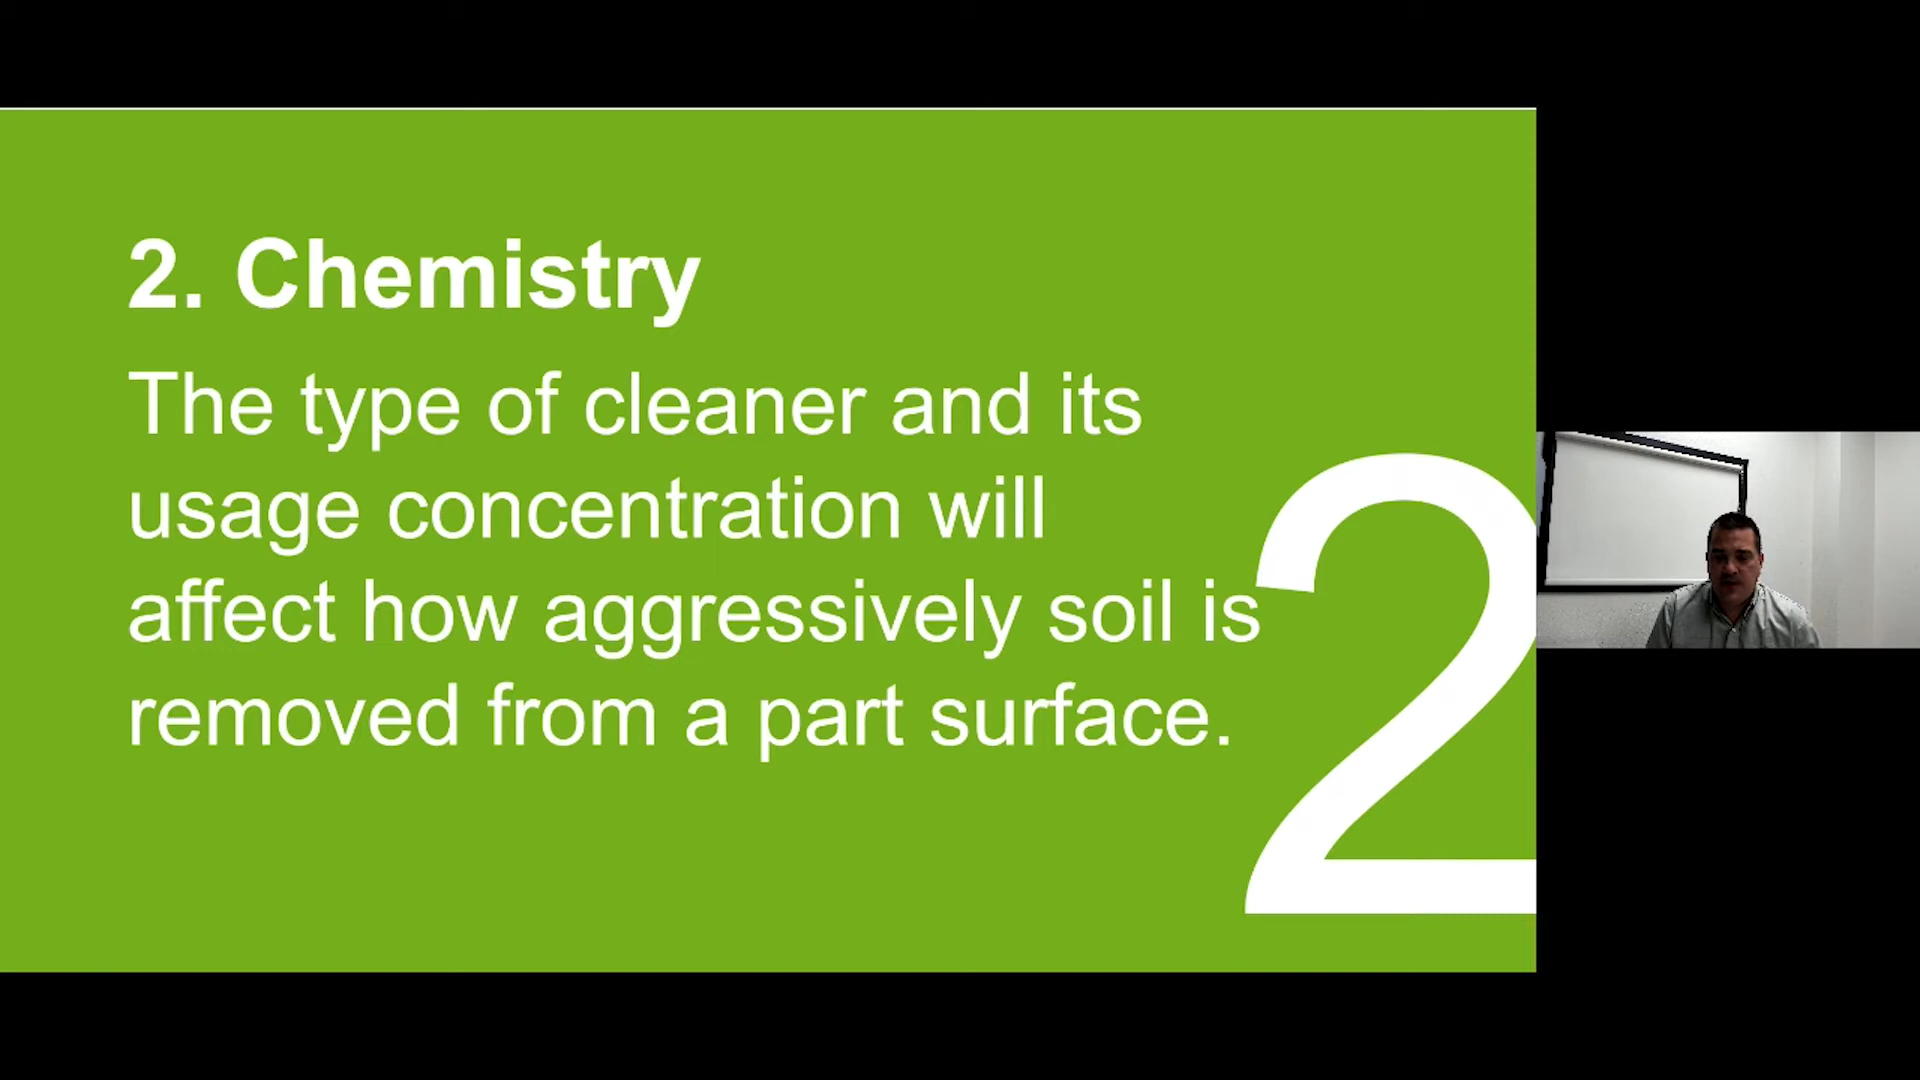 2. Chemistry
The type of cleaner and its
usage concentration will
affect how aggressively soil is
removed from a part surface.
2